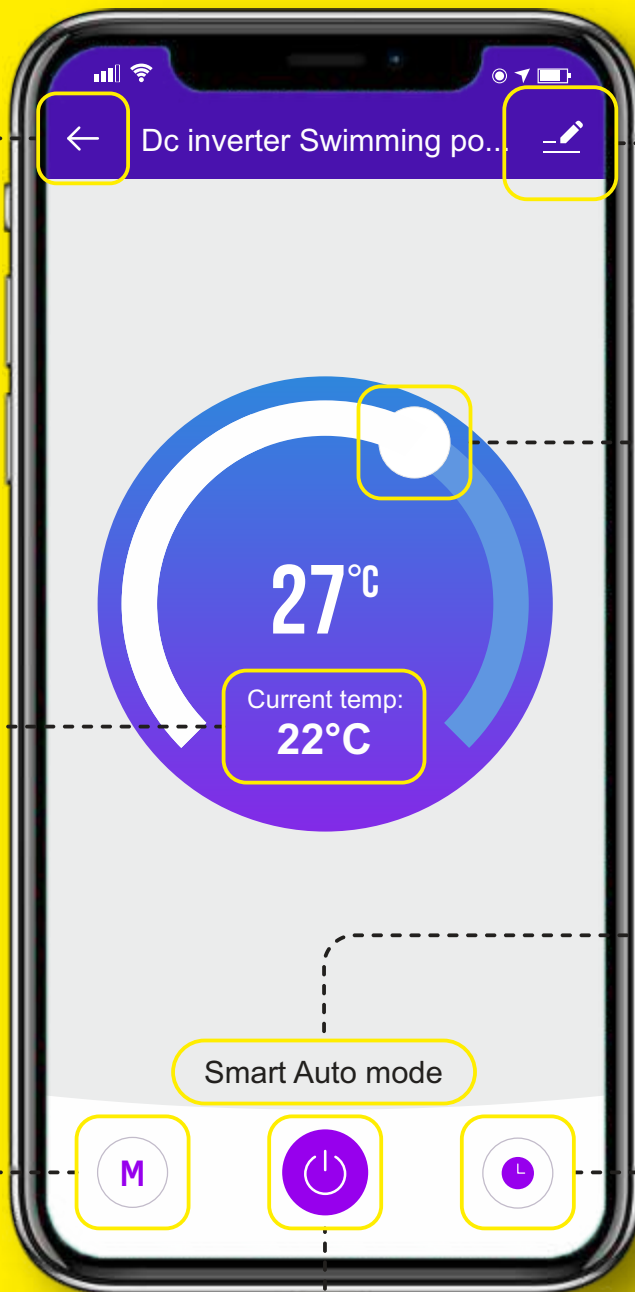 Dc inverter Swimming po...
27°C
Current temp:
22°C
Smart Auto mode
M